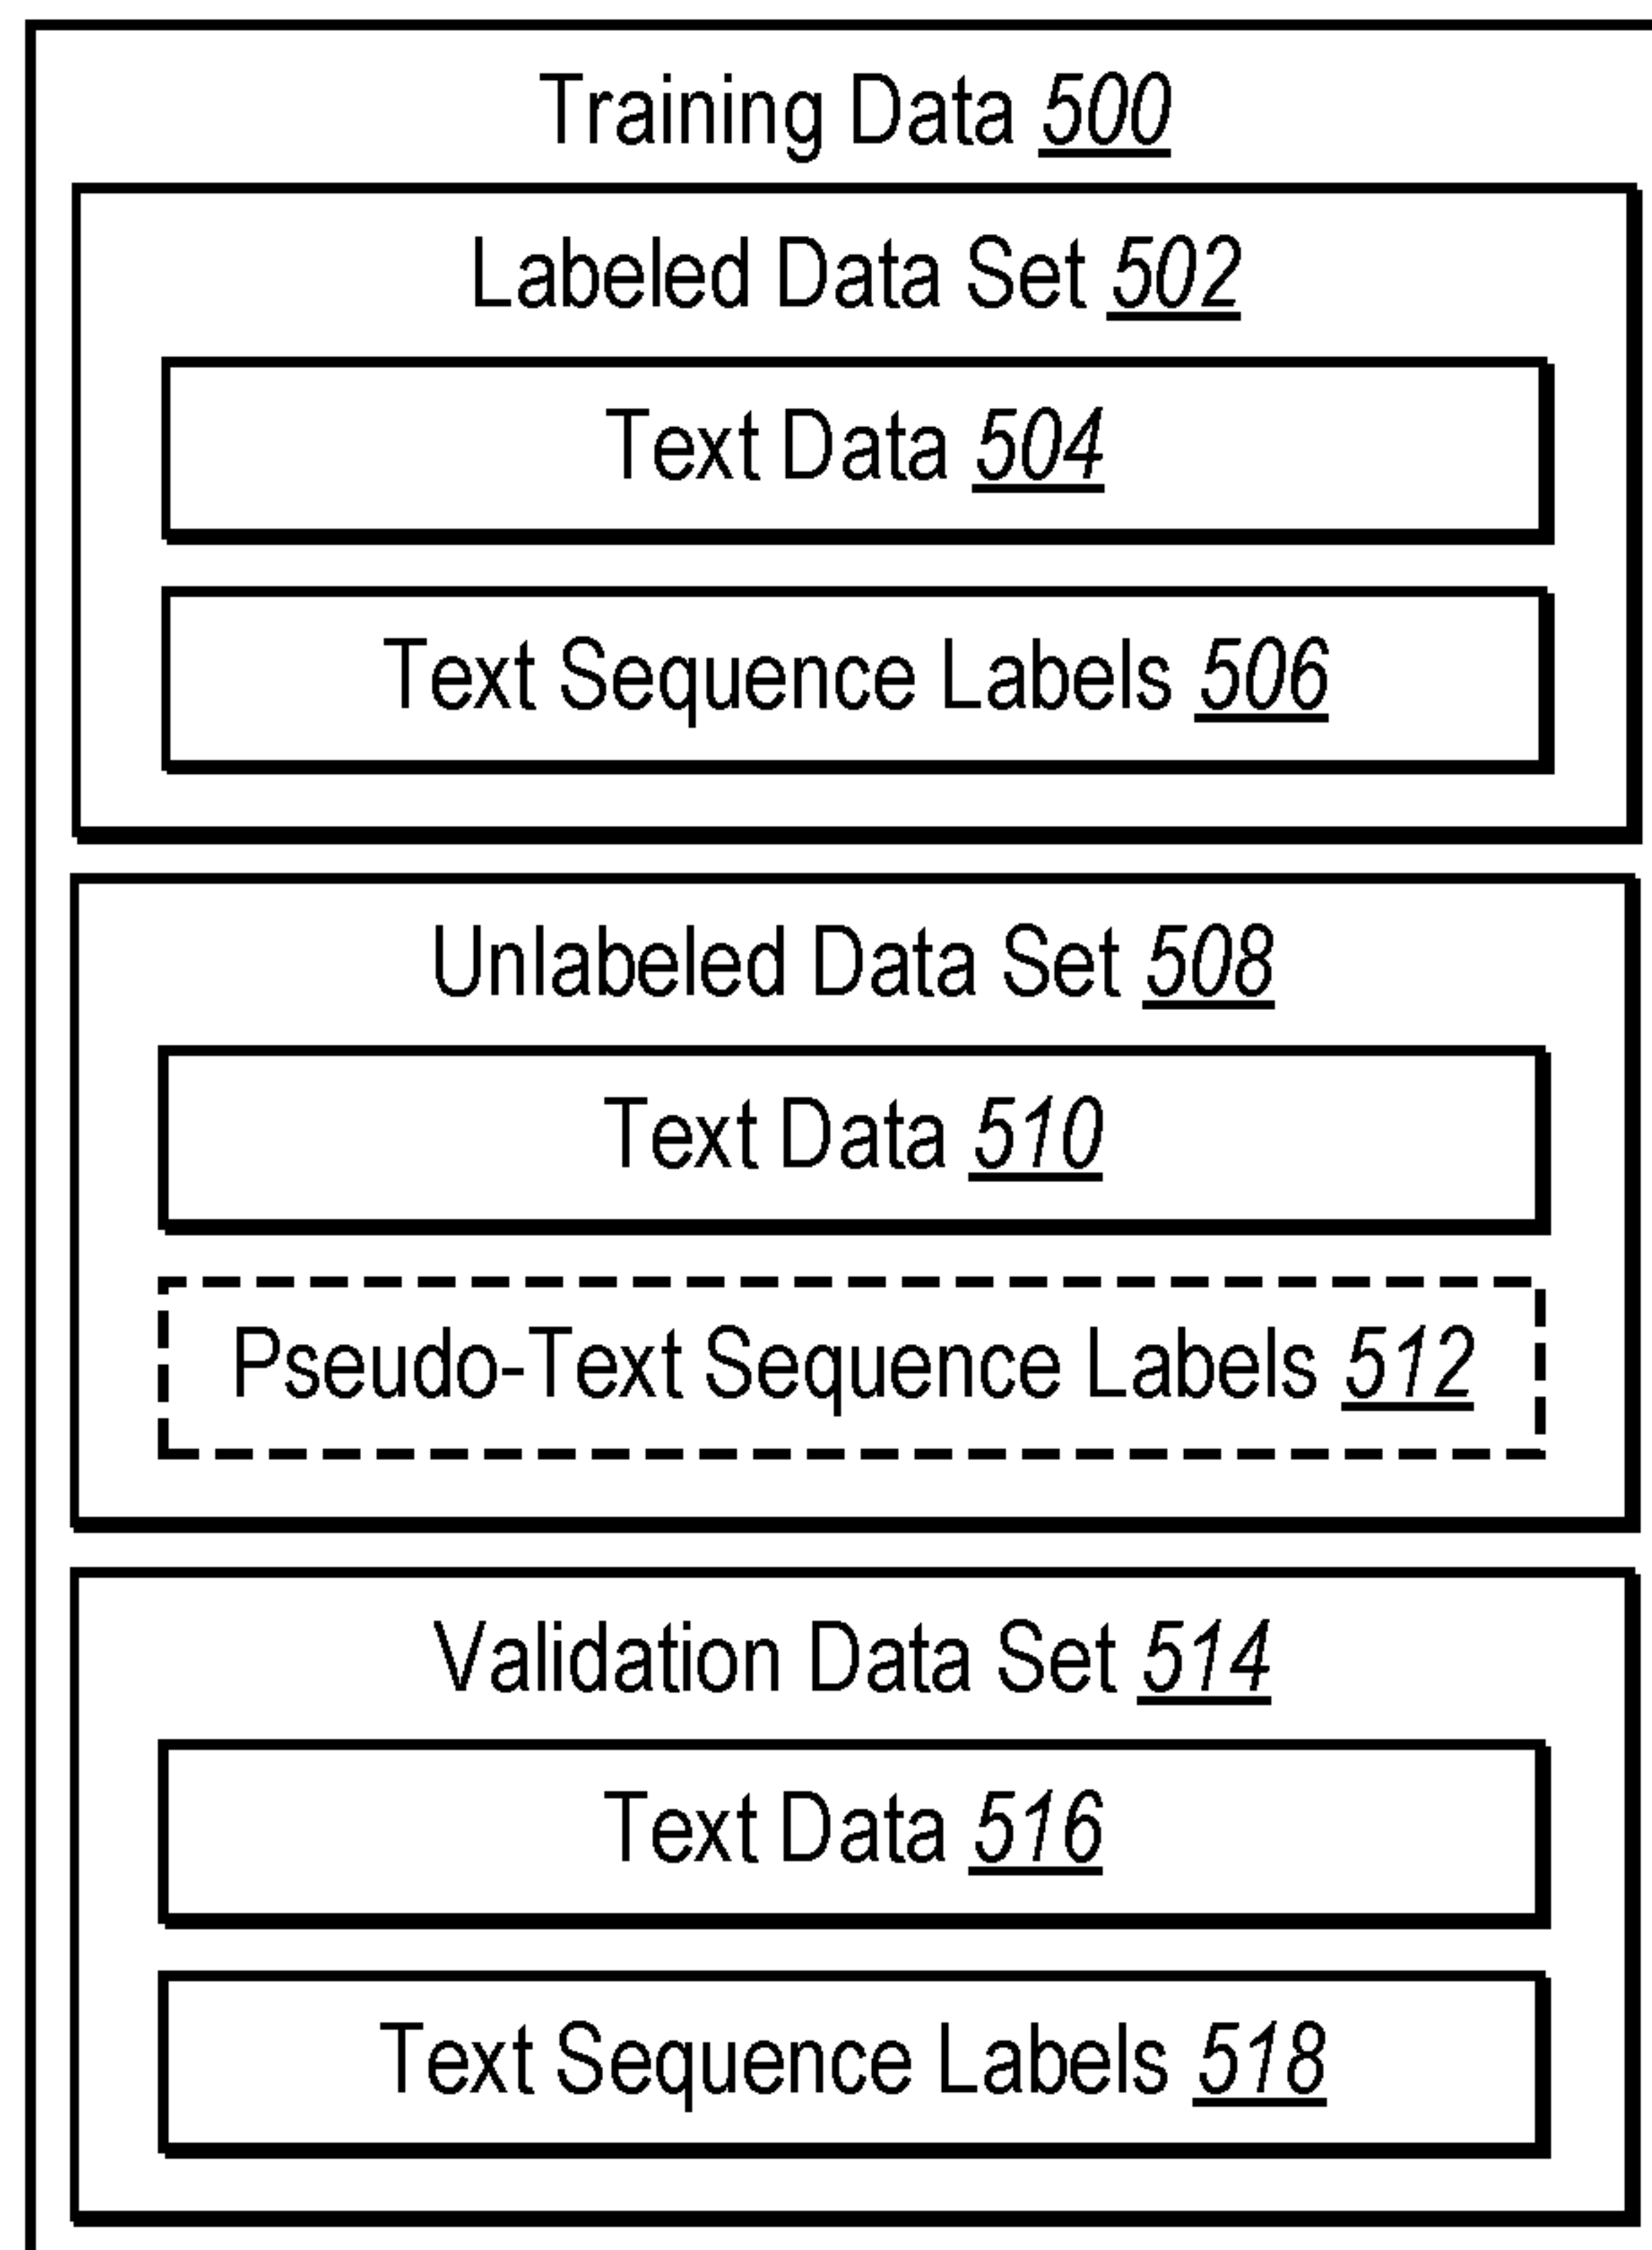 Training Data 500
Labeled Data Set 502
Text Data 504
Text Sequence Labels 506
Unlabeled Data Set 508
Text Data 510
Pseudo-Text Sequence Labels 512
Validation Data Set 514
Text Data 516
Text Sequence Labels 518